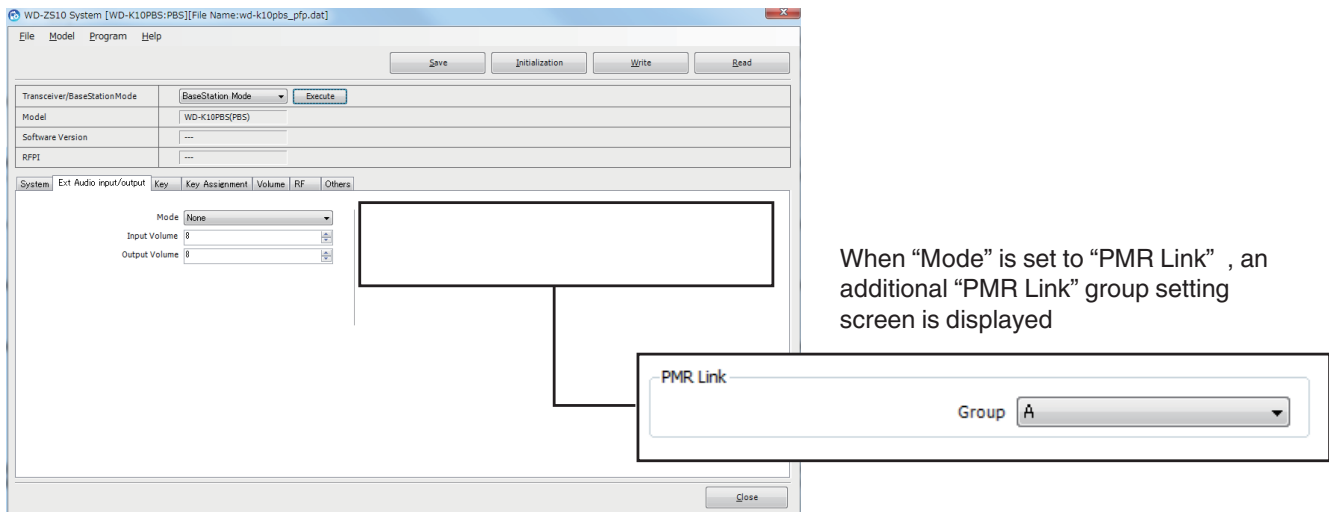 WD-ZS10 System [WD-K10PBS:PBS][File Name:wd-k10pbs_pfp.dat]
File Model Program Help
Save Initialization Write Read
Transceiver/BaseStationMode BaseStation Mode Execute
Model WD-K10PBS(PBS)
Software Version ---
RFPI ---
System Ext Audio input/output Key Key Assignment Volume RF Others
Mode None
Input Volume 8
Output Volume 8
When “Mode” is set to “PMR Link” , an
additional “PMR Link” group setting
screen is displayed
PMR Link
Group A
Close